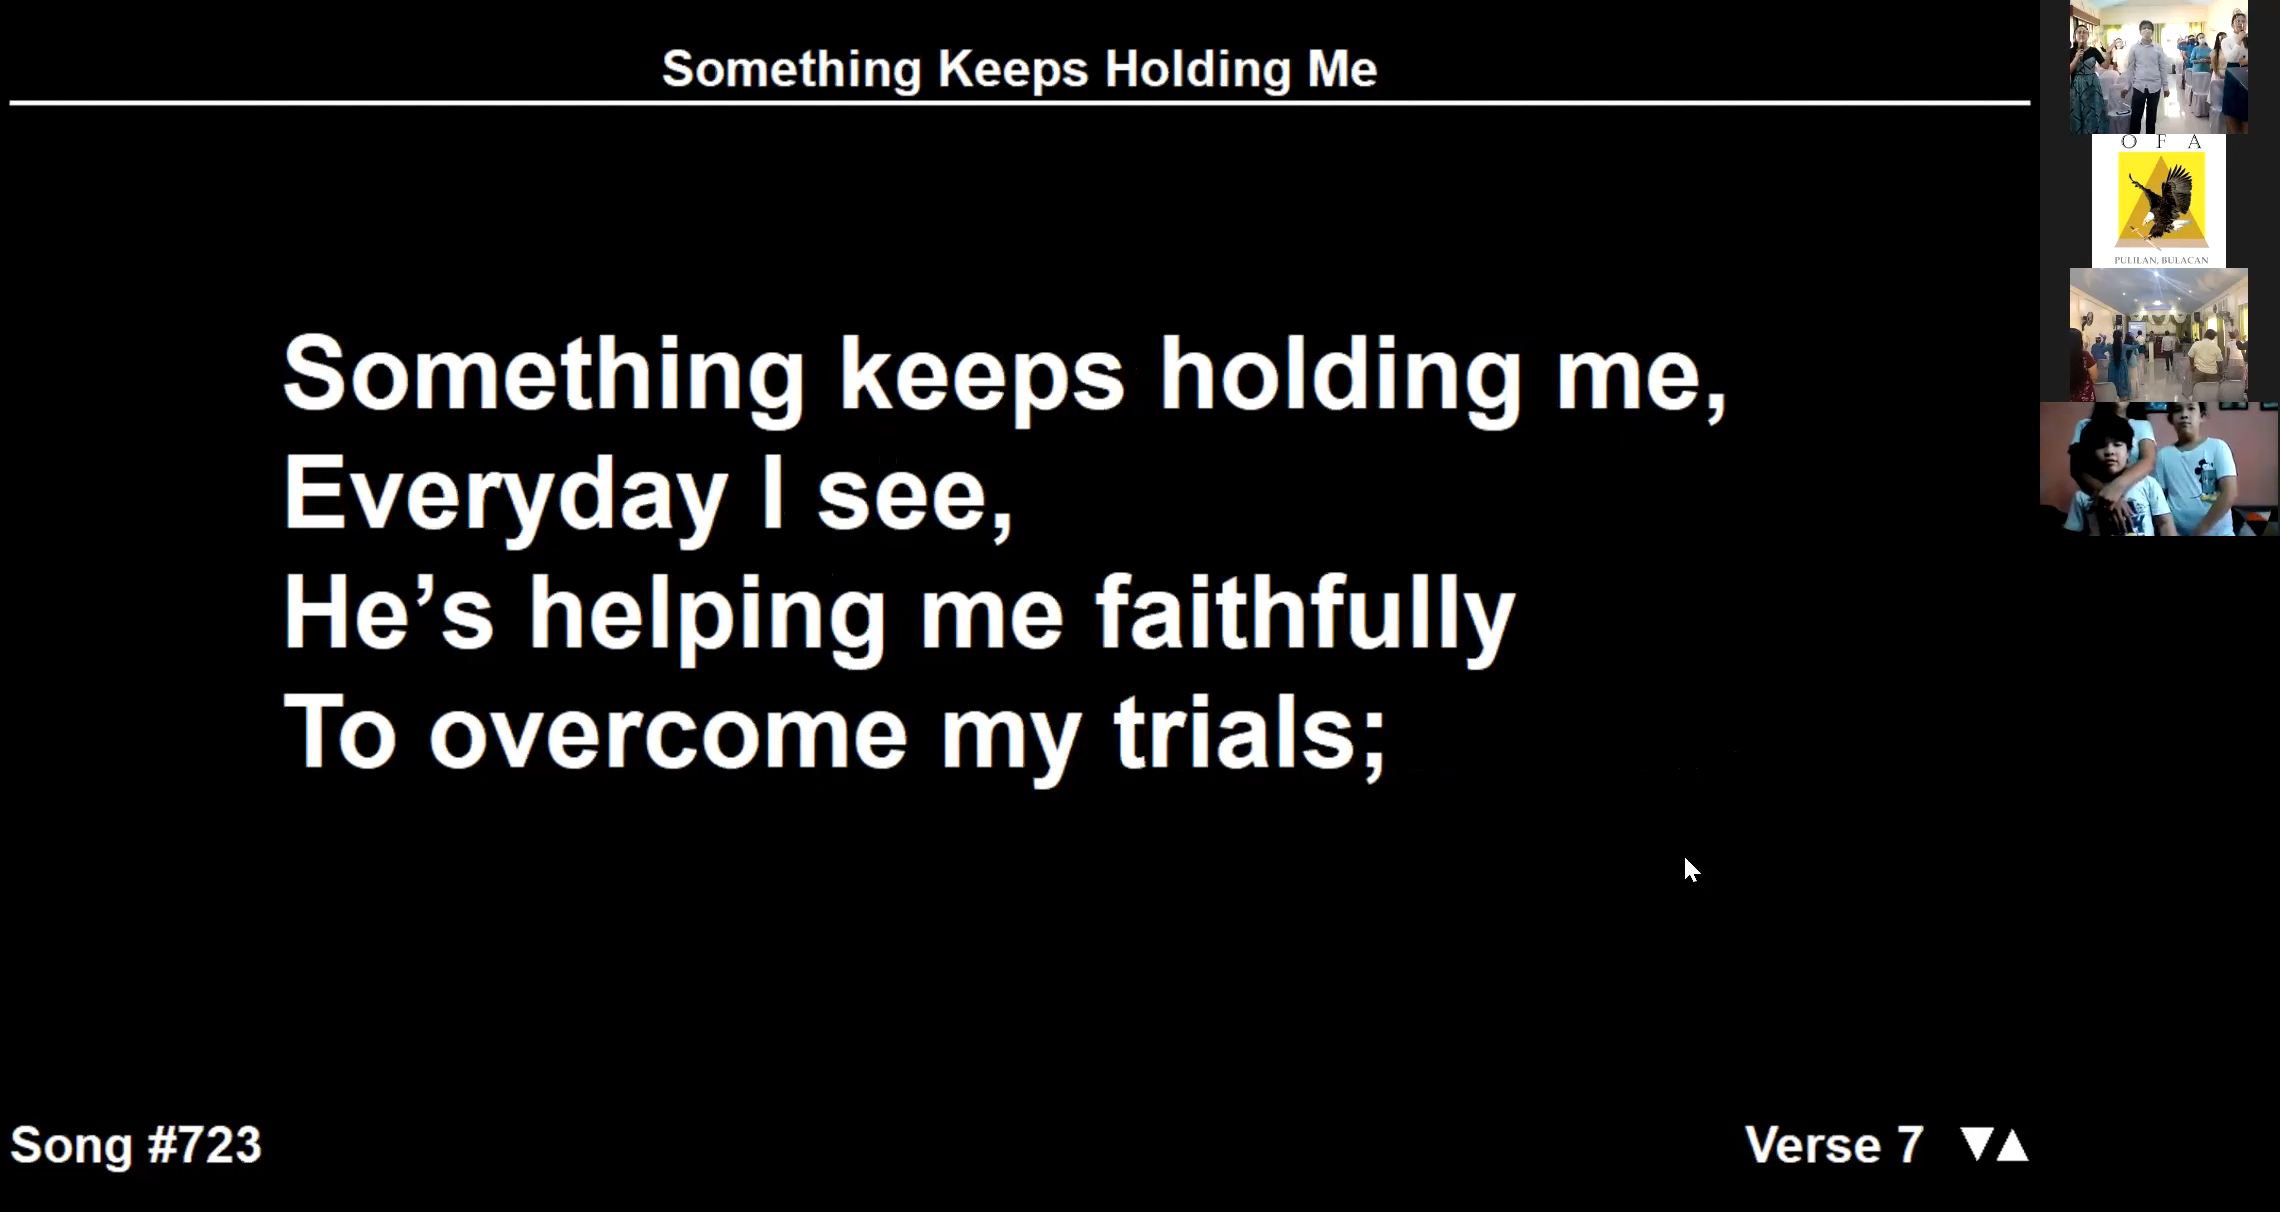 Something Keeps Holding Me
Something keeps holding me,
Everyday I see,
He’s helping me faithfully
To overcome my trials;
Song #723
Verse 7 ▼▲
O F A
PULILAN, BULACAN